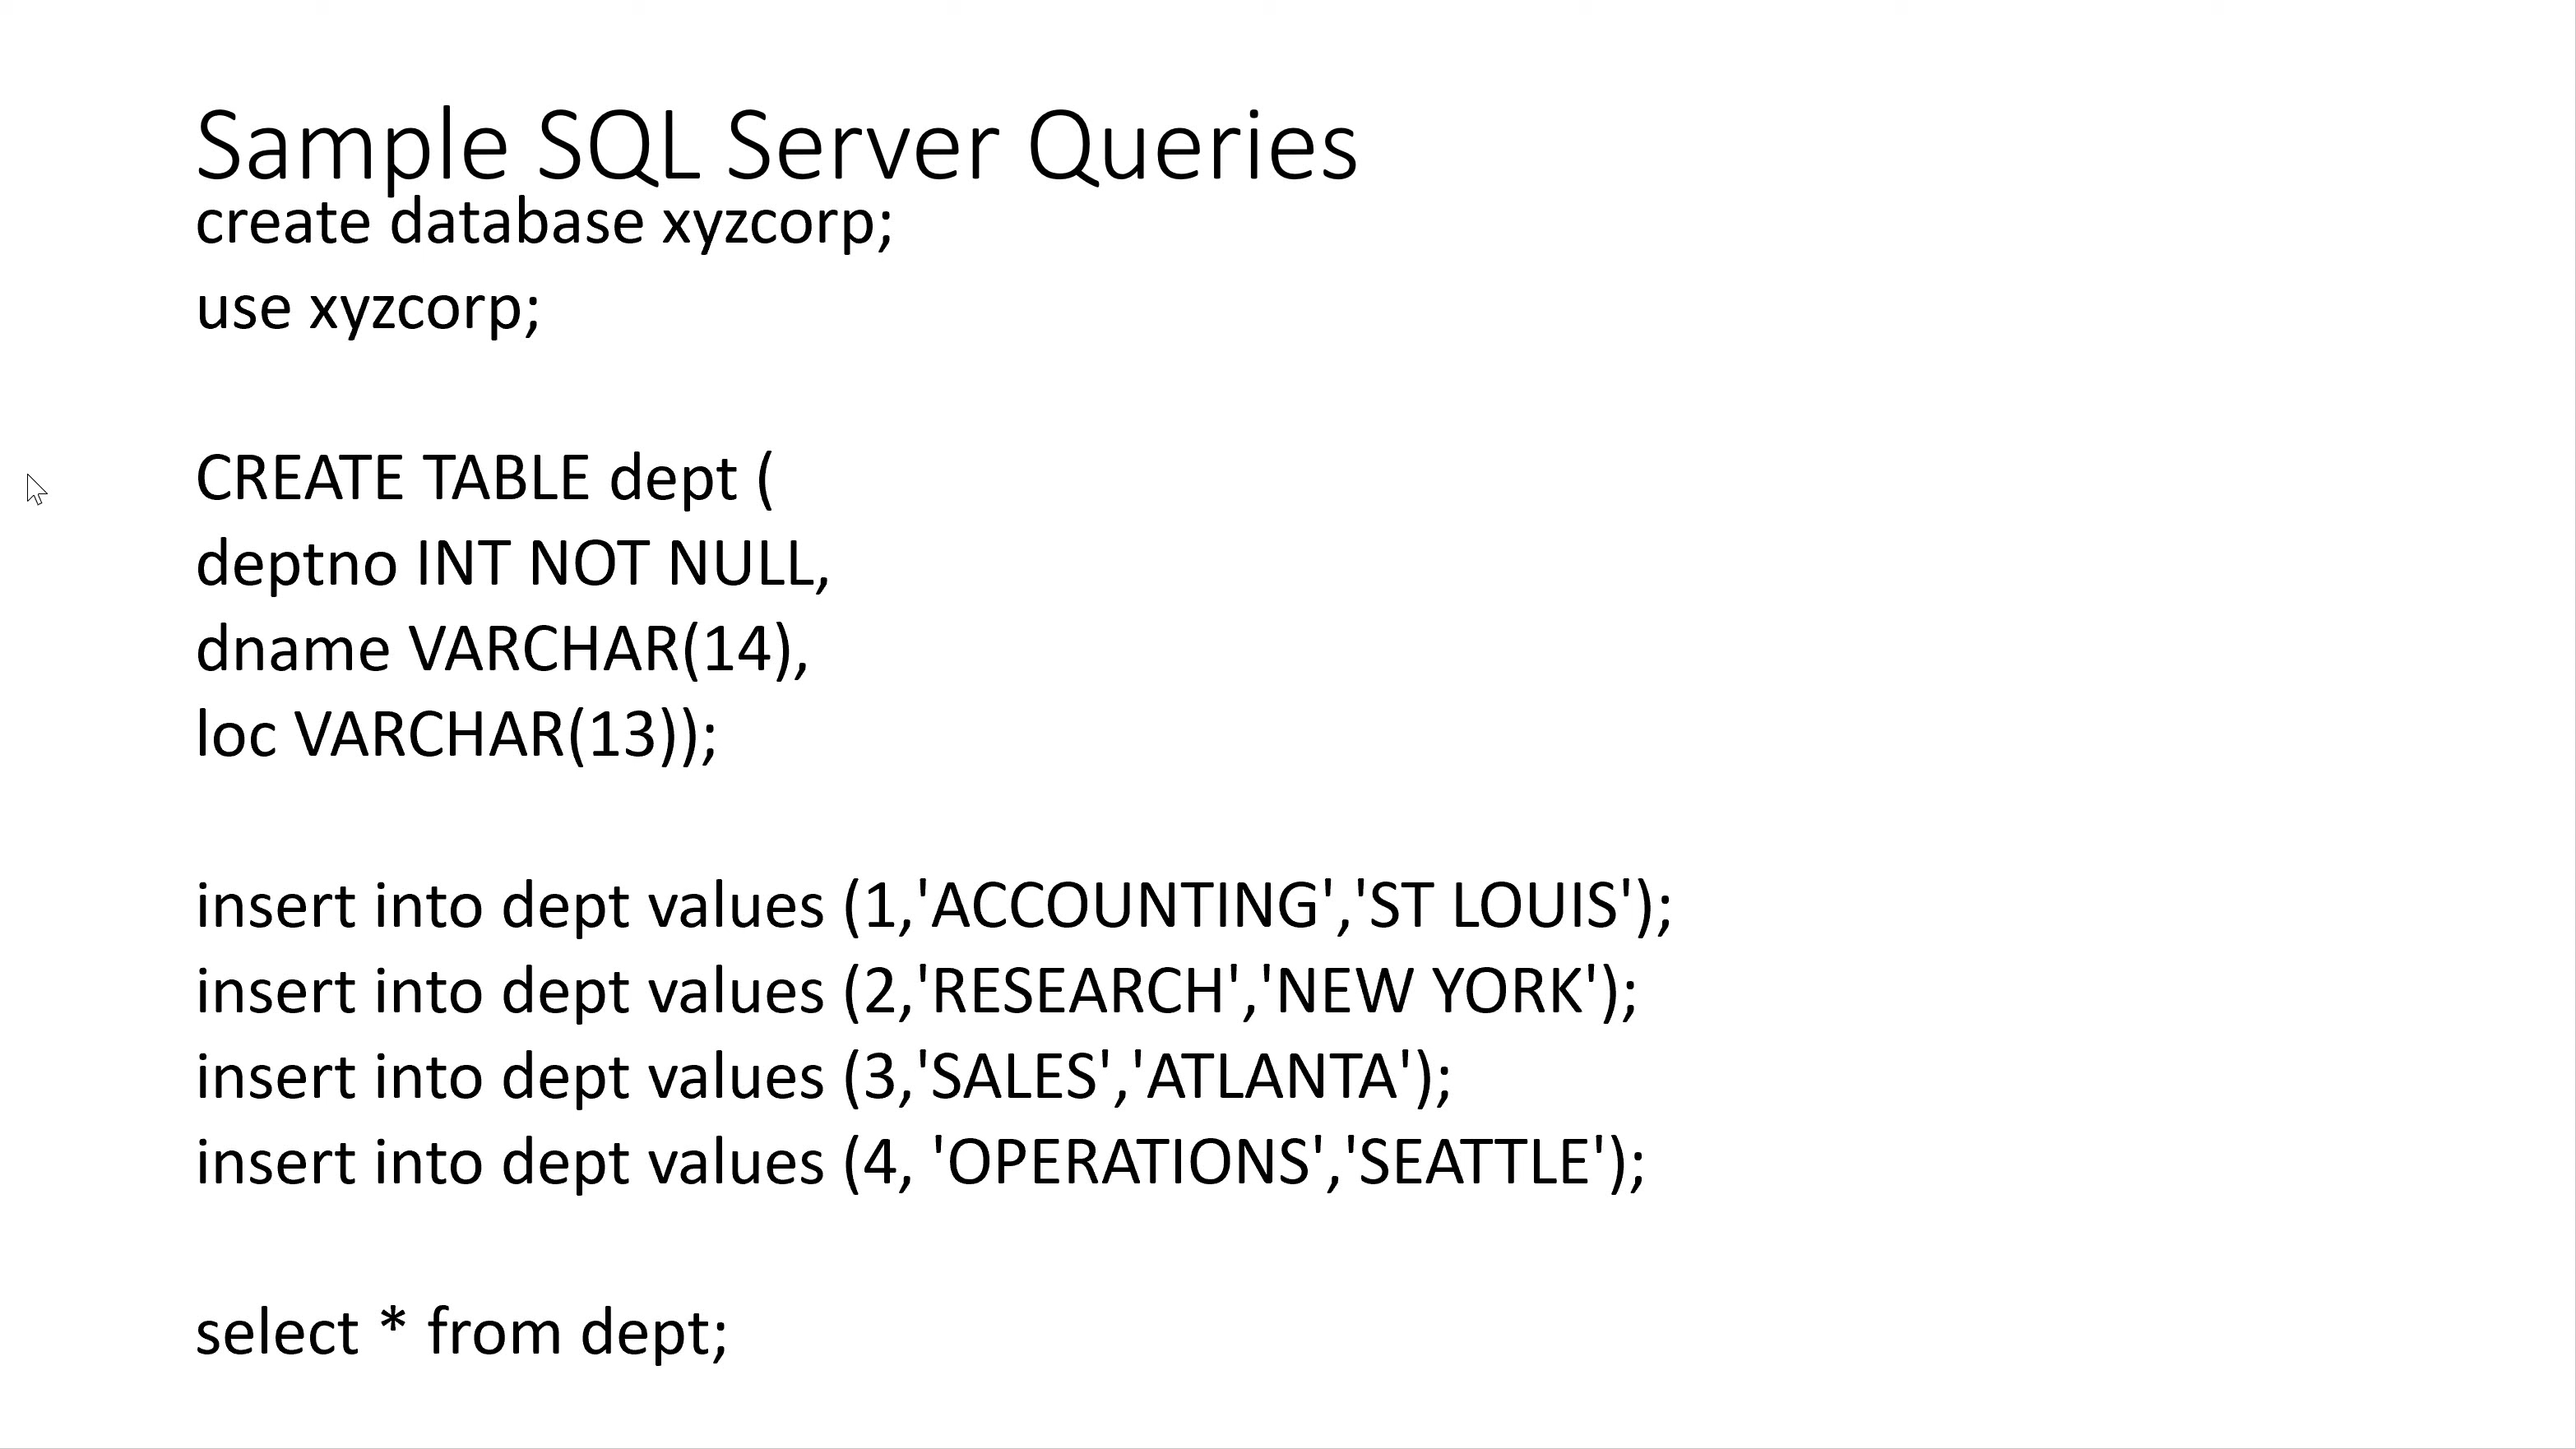 Sample SQL Server Queries
create database xyzcorp;
use xyzcorp;
CREATE TABLE dept (
deptno INT NOT NULL,
dname VARCHAR(14),
loc VARCHAR(13));
insert into dept values (1,'ACCOUNTING','ST LOUIS');
insert into dept values (2,'RESEARCH','NEW YORK');
insert into dept values (3,'SALES','ATLANTA');
insert into dept values (4, 'OPERATIONS','SEATTLE');
select * from dept;